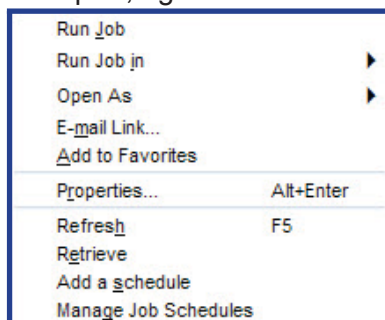 Run Job
Run Job in
Open As
E-mail Link...
Add to Favorites
Properties... Alt+Enter
Refresh F5
Retrieve
Add a schedule
Manage Job Schedules